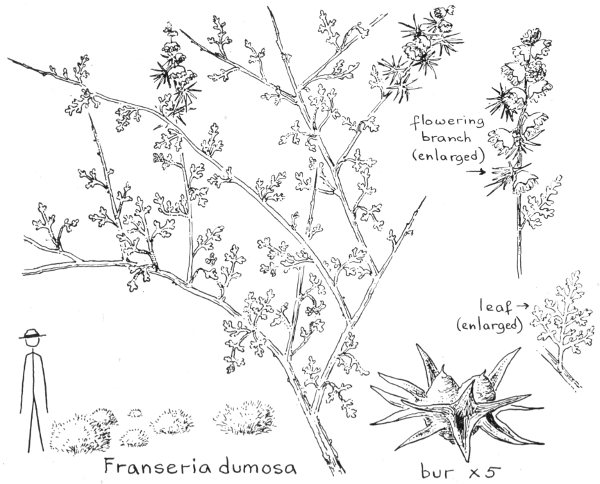 flowering
branch
(enlarged)
leaf
(enlarged)
Franseria dumosa
bur x5